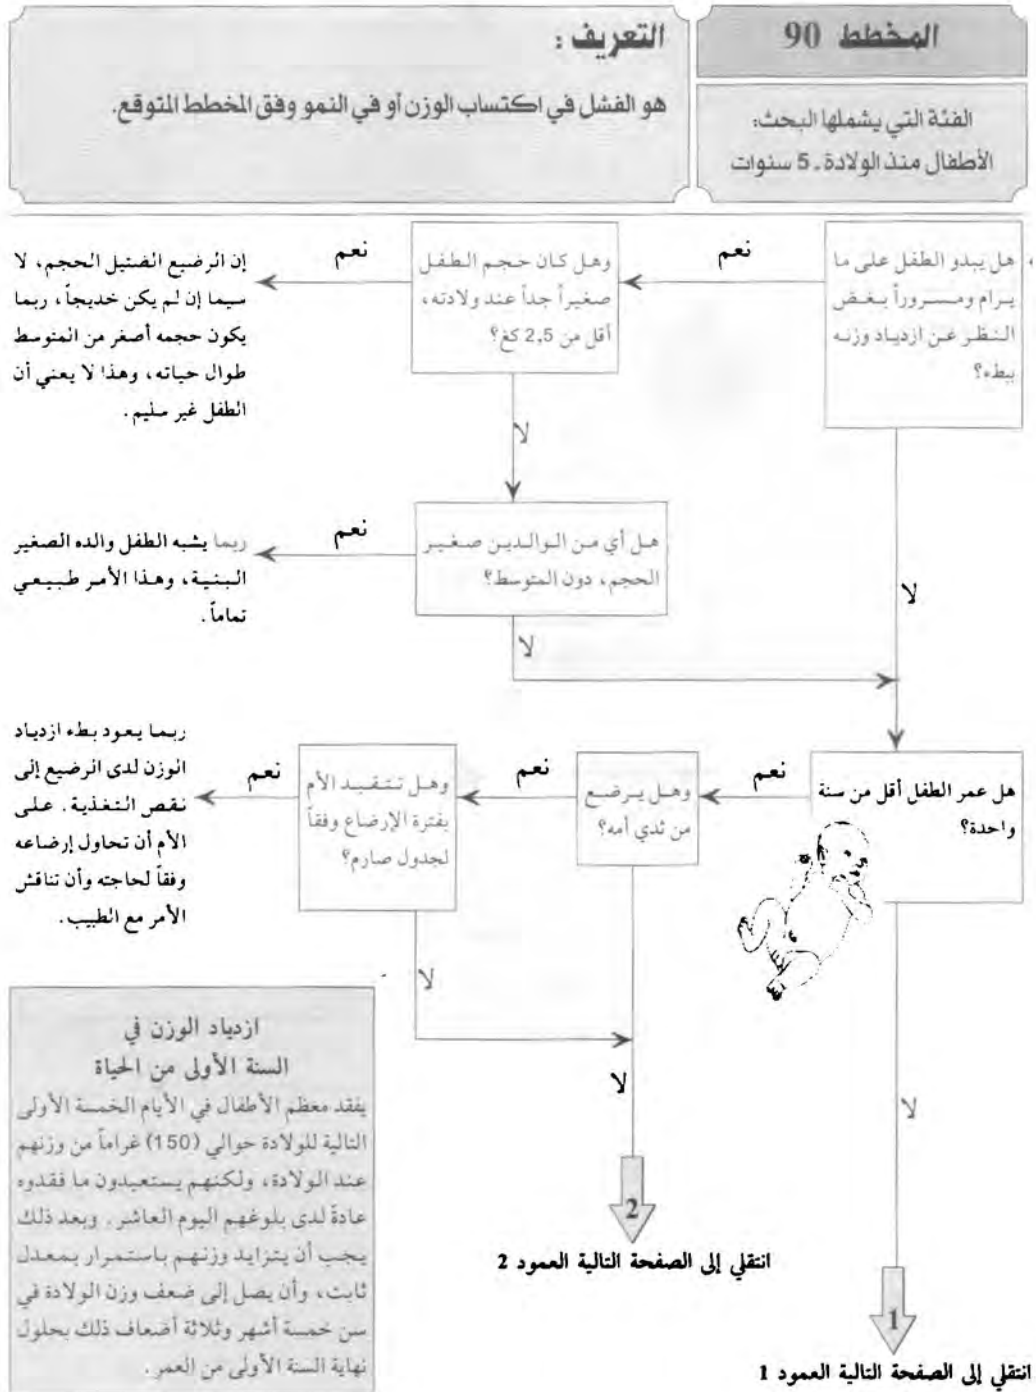 المخطط 90
الفئة التي يشملها البحث:
الأطفال منذ الولادة ـ 5 سنوات
التعريف :
هو الفشل في اكتساب الوزن أو في النمو وفق المخطط المتوقع.
هل يبدو الطفل على ما
يرام ومسروراً بغض
النظر عن ازدياد وزنه
ببطء؟
نعم
وهل كان حجم الطفل
صغيراً جداً عند ولادته،
أقل من 2,5 كغ؟
نعم
إن الرضيع الضئيل الحجم، لا
سيما إن لم يكن خديجاً، ربما
يكون حجمه أصغر من المتوسط
طوال حياته، وهذا لا يعني أن
الطفل غير سليم.
لا
هل أي من الوالدين صغير
الحجم، دون المتوسط؟
نعم
ربما يشبه الطفل والده الصغير
البنية، وهذا الأمر طبيعي
تماماً.
لا
لا
هل عمر الطفل أقل من سنة
واحدة؟
نعم
وهل يرضع
من ثدي أمه؟
نعم
وهل تتقيد الأم
بفترة الإرضاع وفقاً
لجدول صارم؟
نعم
ربما يعود بطء ازدياد
الوزن لدى الرضيع إلى
نقص التغذية. على
الأم أن تحاول إرضاعه
وفقاً لحاجته وأن تناقش
الأمر مع الطبيب.
لا
لا
لا
2
انتقلي إلى الصفحة التالية العمود 2
1
انتقلي إلى الصفحة التالية العمود 1
ازدياد الوزن في
السنة الأولى من الحياة
يفقد معظم الأطفال في الأيام الخمسة الأولى
التالية للولادة حوالي (150) غراماً من وزنهم
عند الولادة، ولكنهم يستعيدون ما فقدوه
عادةً لدى بلوغهم اليوم العاشر. وبعد ذلك
يجب أن يتزايد وزنهم باستمرار بمعدل
ثابت، وأن يصل إلى ضعف وزن الولادة في
سن خمسة أشهر وثلاثة أضعاف ذلك بحلول
نهاية السنة الأولى من العمر.